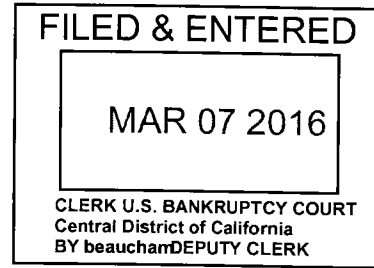 FILED & ENTERED
MAR 07 2016
CLERK U.S. BANKRUPTCY COURT
Central District of California
BY beauchamDEPUTY CLERK